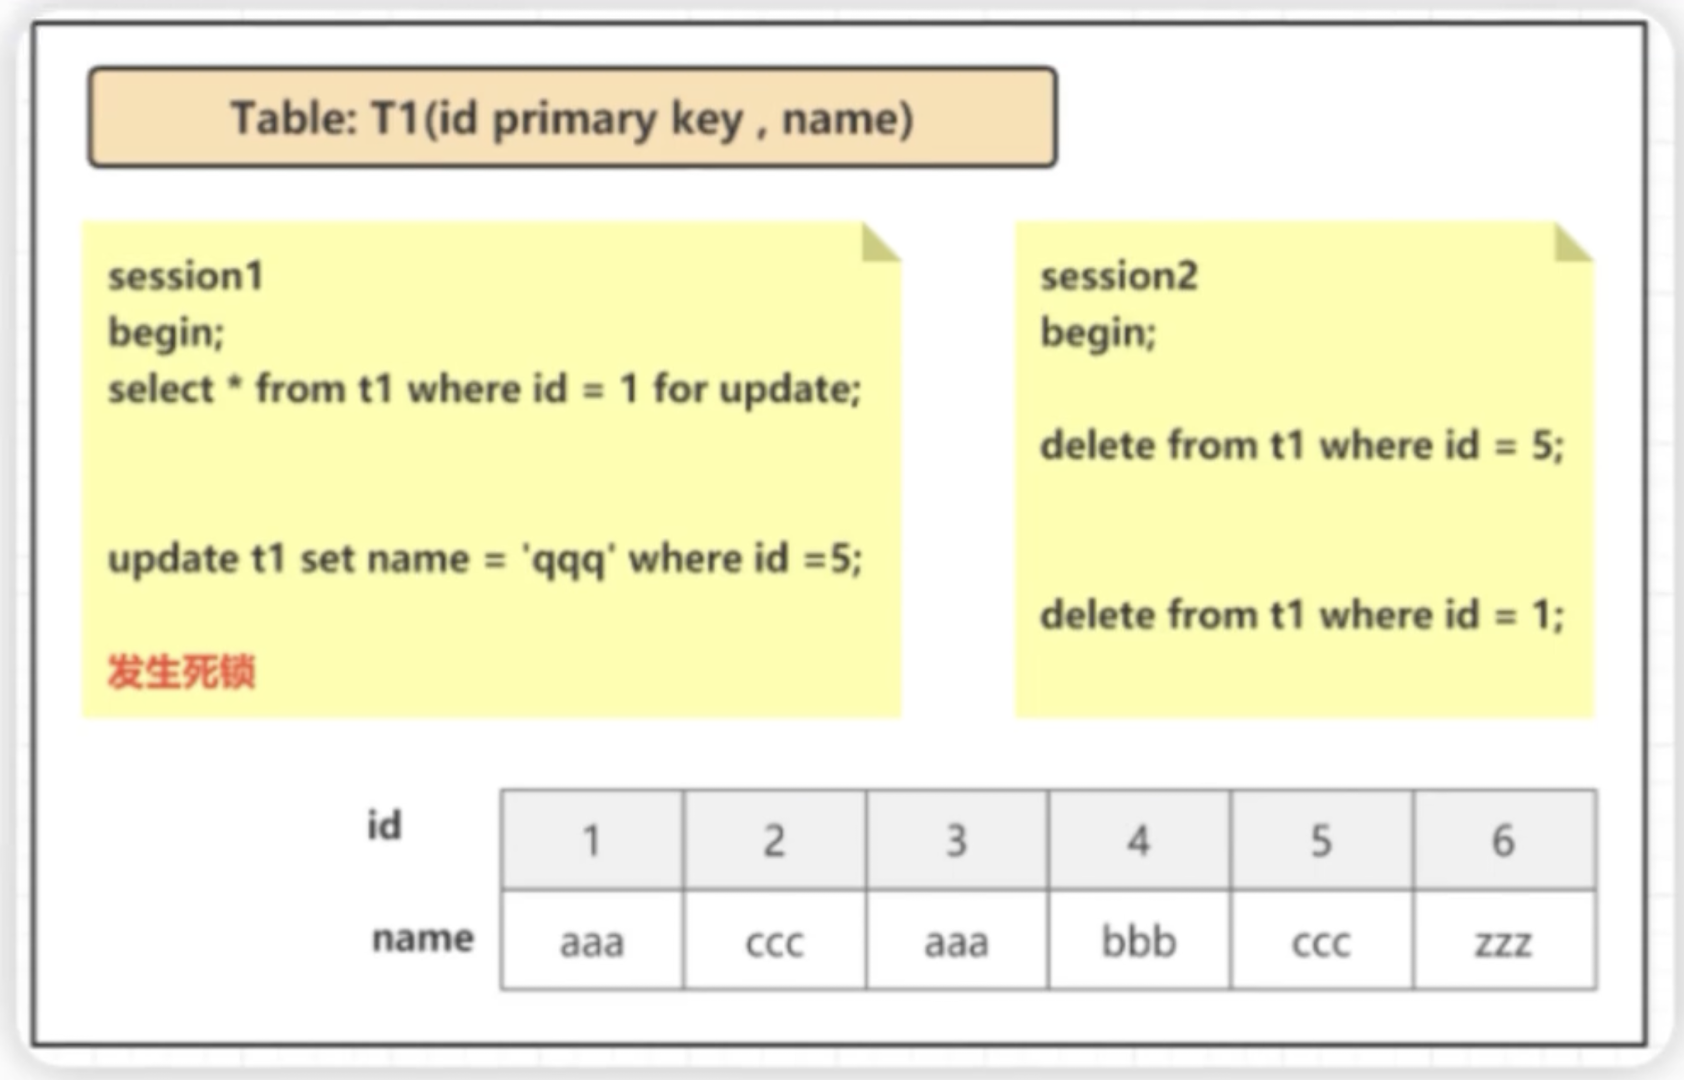 Table: T1(id primary key , name)
session1
begin;
select * from t1 where id = 1 for update;
update t1 set name = 'qqq' where id =5;
发生死锁
session2
begin;
delete from t1 where id = 5;
delete from t1 where id = 1;
id 1 2 3 4 5 6
name aaa ccc aaa bbb ccc zzz